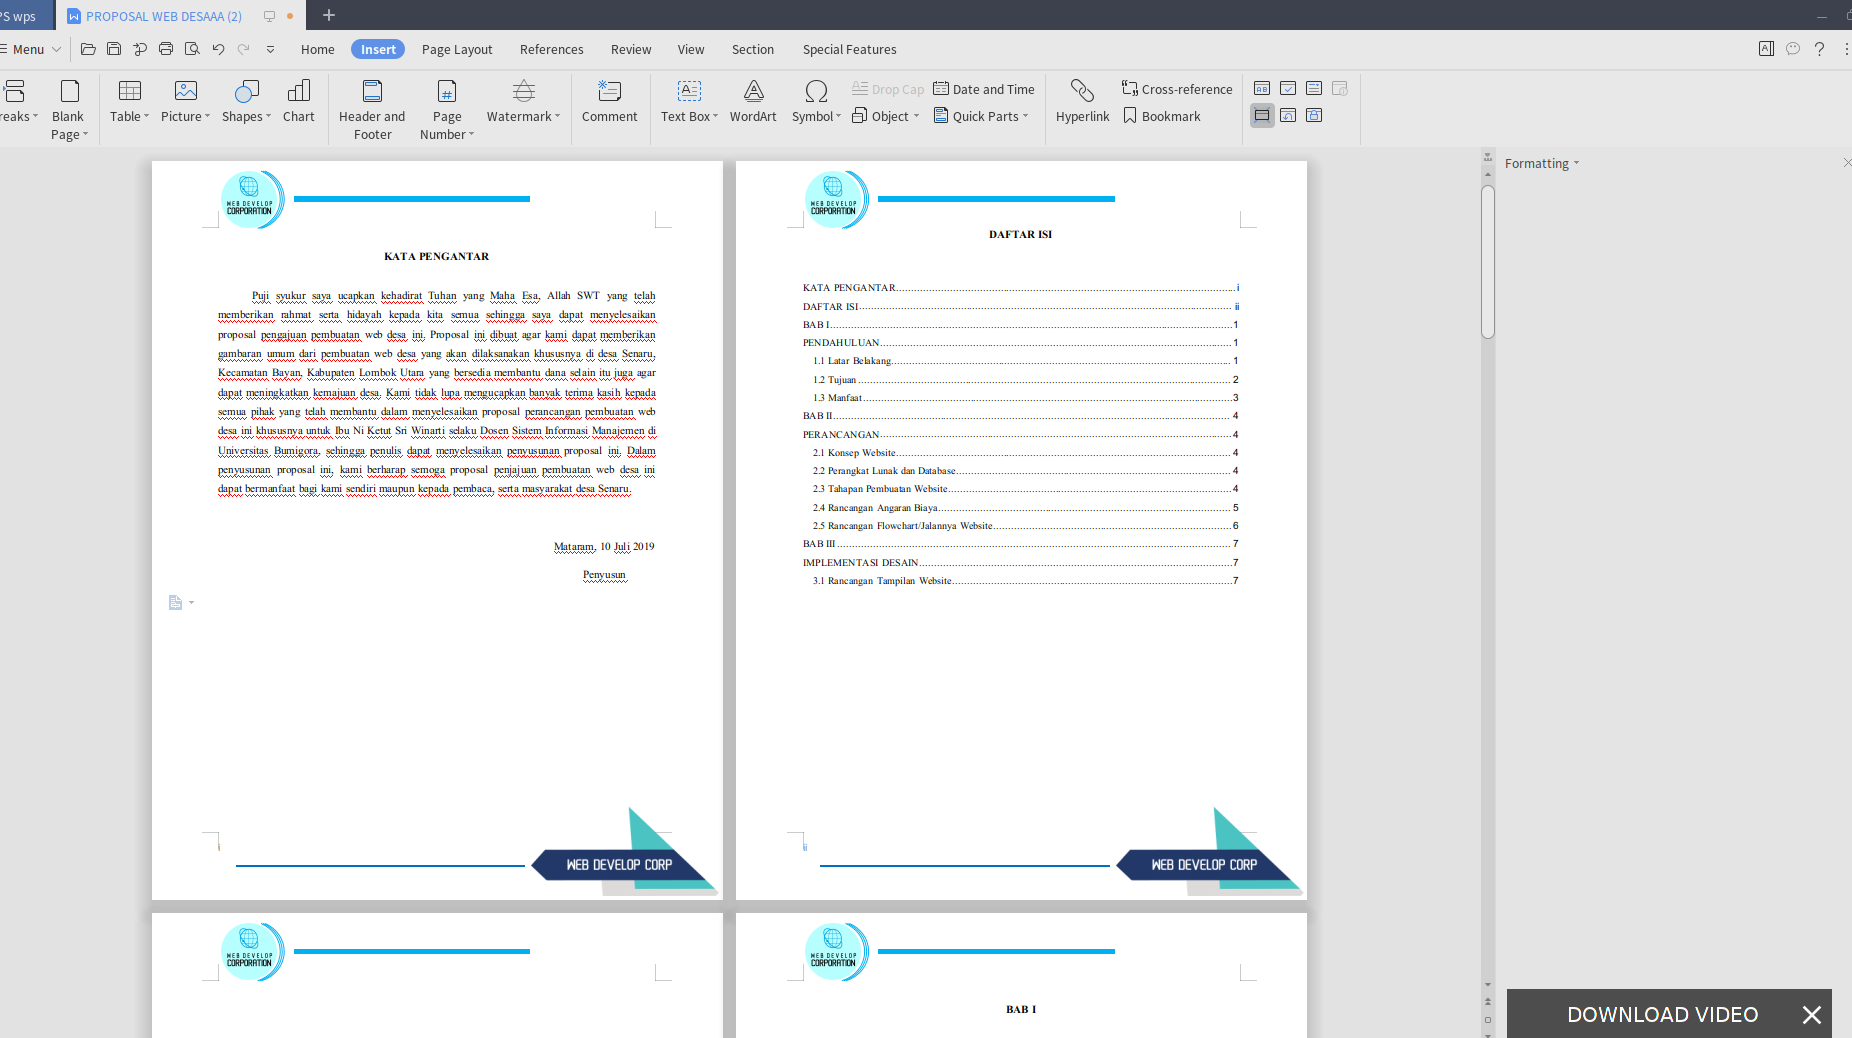 PS wps
PROPOSAL WEB DESAAA (2)
Menu
Home
Insert
Page Layout
References
Review
View
Section
Special Features
reaks
Blank Page
Table
Picture
Shapes
Chart
Header and Footer
Page Number
Watermark
Comment
Text Box
WordArt
Symbol
Drop Cap
Object
Date and Time
Quick Parts
Hyperlink
Cross-reference
Bookmark
Formatting
WEB DEVELOP
CORPORATION
KATA PENGANTAR
Puji syukur saya ucapkan kehadirat Tuhan yang Maha Esa, Allah SWT yang telah
memberikan rahmat serta hidayah kepada kita semua sehingga saya dapat menyelesaikan
proposal pengajuan pembuatan web desa ini. Proposal ini dibuat agar kami dapat memberikan
gambaran umum dari pembuatan web desa yang akan dilaksanakan khususnya di desa Senaru,
Kecamatan Bayan, Kabupaten Lombok Utara yang bersedia membantu dana selain itu juga agar
dapat meningkatkan kemajuan desa. Kami tidak lupa mengucapkan banyak terima kasih kepada
semua pihak yang telah membantu dalam menyelesaikan proposal perancangan pembuatan web
desa ini khususnya untuk Ibu Ni Ketut Sri Winarti selaku Dosen Sistem Informasi Manajemen di
Universitas Bumigora, sehingga penulis dapat menyelesaikan penyusunan proposal ini. Dalam
penyusunan proposal ini, kami berharap semoga proposal penjajuan pembuatan web desa ini
dapat bermanfaat bagi kami sendiri maupun kepada pembaca, serta masyarakat desa Senaru.
Mataram, 10 Juli 2019
Penyusun
i
WEB DEVELOP CORP
WEB DEVELOP
CORPORATION
DAFTAR ISI
KATA PENGANTAR i
DAFTAR ISI ii
BAB I 1
PENDAHULUAN 1
1.1 Latar Belakang 1
1.2 Tujuan 2
1.3 Manfaat 3
BAB II 4
PERANCANGAN 4
2.1 Konsep Website 4
2.2 Perangkat Lunak dan Database 4
2.3 Tahapan Pembuatan Website 4
2.4 Rancangan Angaran Biaya 5
2.5 Rancangan Flowchart/Jalannya Website 6
BAB III 7
IMPLEMENTASI DESAIN 7
3.1 Rancangan Tampilan Website 7
ii
WEB DEVELOP CORP
WEB DEVELOP
CORPORATION
WEB DEVELOP
CORPORATION
BAB I
DOWNLOAD VIDEO